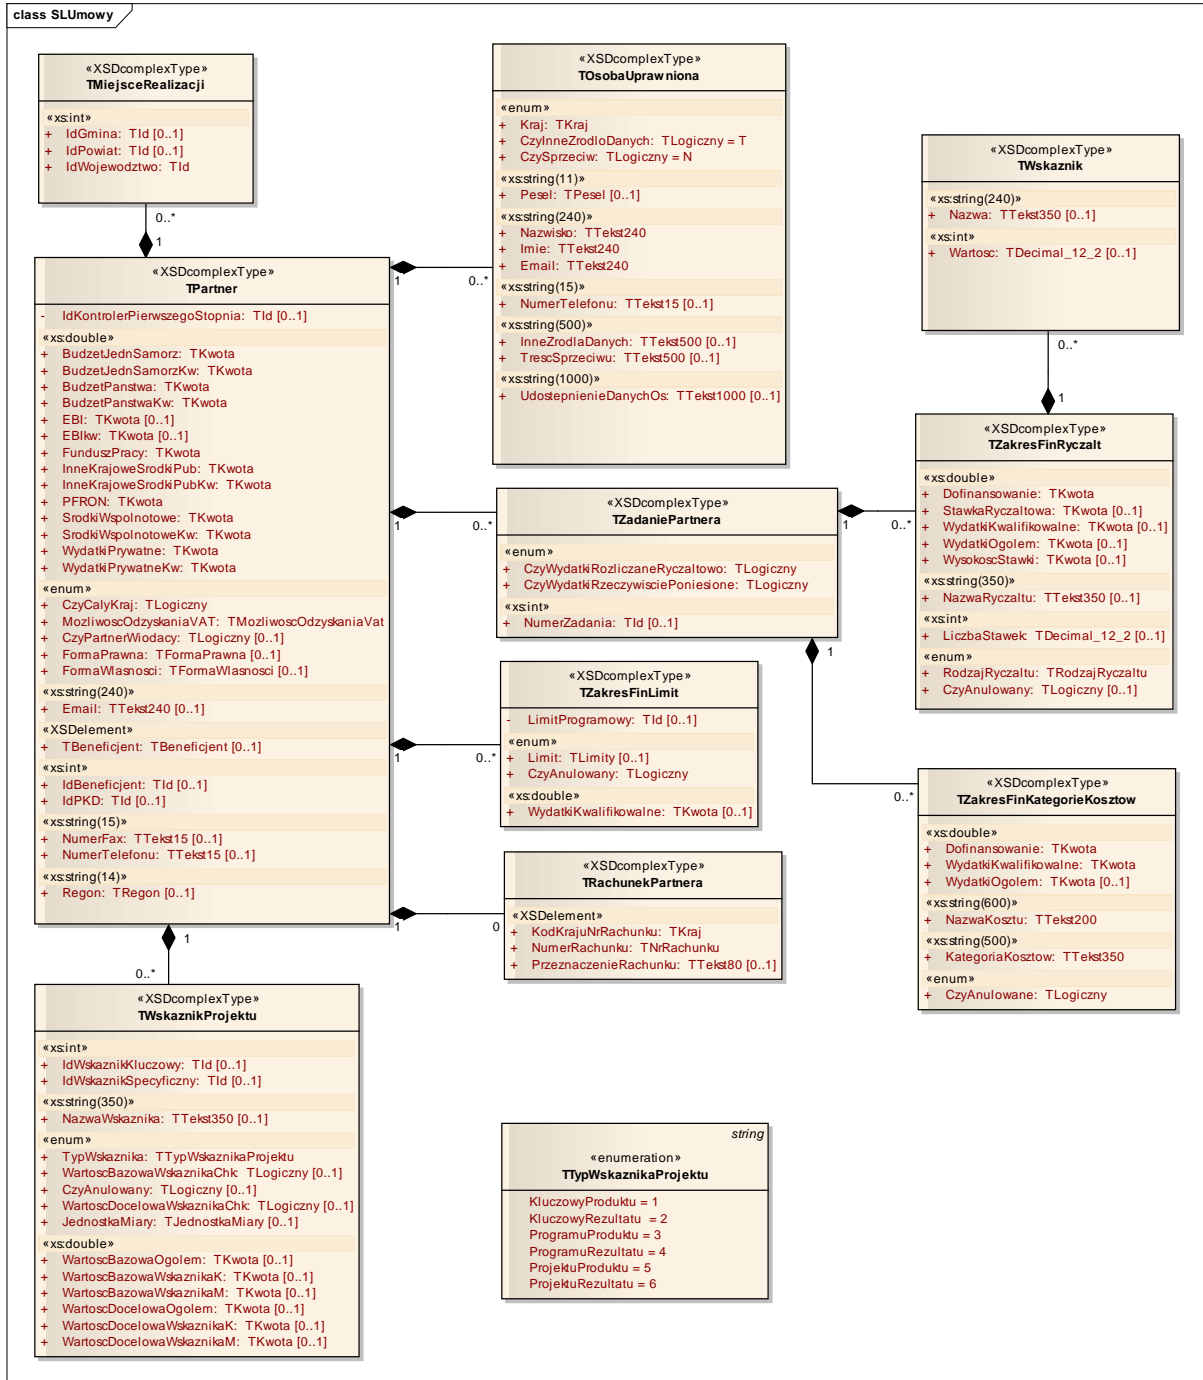 class SLUmowy
«XSDcomplexType»
TMiejsceRealizacji
«xs:int»
+ IdGmina: TId [0..1]
+ IdPowiat: TId [0..1]
+ IdWojewodztwo: TId
0..*
1
«XSDcomplexType»
TOsobaUprawniona
«enum»
+ Kraj: TKraj
+ CzyInneZrodloDanych: TLogiczny = T
+ CzySprzeciw: TLogiczny = N
«xs:string(11)»
+ Pesel: TPesel [0..1]
«xs:string(240)»
+ Nazwisko: TTekst240
+ Imie: TTekst240
+ Email: TTekst240
«xs:string(15)»
+ NumerTelefonu: TTekst15 [0..1]
«xs:string(500)»
+ InneZrodlaDanych: TTekst500 [0..1]
+ TrescSprzeciwu: TTekst500 [0..1]
«xs:string(1000)»
+ UdostepnienieDanychOs: TTekst1000 [0..1]
1
0..*
«XSDcomplexType»
TWskaznik
«xs:string(240)»
+ Nazwa: TTekst350 [0..1]
«xs:int»
+ Wartosc: TDecimal_12_2 [0..1]
0..*
1
«XSDcomplexType»
TPartner
- IdKontrolerPierwszegoStopnia: TId [0..1]
«xs:double»
+ BudzetJednSamorz: TKwota
+ BudzetJednSamorzKw: TKwota
+ BudzetPanstwa: TKwota
+ BudzetPanstwaKw: TKwota
+ EBI: TKwota [0..1]
+ EBIkw: TKwota [0..1]
+ FunduszPracy: TKwota
+ InneKrajoweSrodkiPub: TKwota
+ InneKrajoweSrodkiPubKw: TKwota
+ PFRON: TKwota
+ SrodkiWspolnotowe: TKwota
+ SrodkiWspolnotoweKw: TKwota
+ WydatkiPrywatne: TKwota
+ WydatkiPrywatneKw: TKwota
«enum»
+ CzyCalyKraj: TLogiczny
+ MozliwoscOdzyskaniaVAT: TMozliwoscOdzyskaniaVat
+ CzyPartnerWiodacy: TLogiczny [0..1]
+ FormaPrawna: TFormaPrawna [0..1]
+ FormaWlasnosci: TFormaWlasnosci [0..1]
«xs:string(240)»
+ Email: TTekst240 [0..1]
«XSDelement»
+ TBeneficjent: TBeneficjent [0..1]
«xs:int»
+ IdBeneficjent: TId [0..1]
+ IdPKD: TId [0..1]
«xs:string(15)»
+ NumerFax: TTekst15 [0..1]
+ NumerTelefonu: TTekst15 [0..1]
«xs:string(14)»
+ Regon: TRegon [0..1]
1
0..*
«XSDcomplexType»
TZadaniePartnera
«enum»
+ CzyWydatkiRozliczaneRyczaltowo: TLogiczny
+ CzyWydatkiRzeczywisciePoniesione: TLogiczny
«xs:int»
+ NumerZadania: TId [0..1]
1
0..*
1
0..*
«XSDcomplexType»
TZakresFinRyczalt
«xs:double»
+ Dofinansowanie: TKwota
+ StawkaRyczaltowa: TKwota [0..1]
+ WydatkiKwalifikowalne: TKwota [0..1]
+ WydatkiOgolem: TKwota [0..1]
+ WysokoscStawki: TKwota [0..1]
«xs:string(350)»
+ NazwaRyczaltu: TTekst350 [0..1]
«xs:int»
+ LiczbaStawek: TDecimal_12_2 [0..1]
«enum»
+ RodzajRyczaltu: TRodzajRyczaltu
+ CzyAnulowany: TLogiczny [0..1]
«XSDcomplexType»
TZakresFinLimit
- LimitProgramowy: TId [0..1]
«enum»
+ Limit: TLimity [0..1]
+ CzyAnulowany: TLogiczny
«xs:double»
+ WydatkiKwalifikowalne: TKwota [0..1]
1
0..*
«XSDcomplexType»
TZakresFinKategorieKosztow
«xs:double»
+ Dofinansowanie: TKwota
+ WydatkiKwalifikowalne: TKwota
+ WydatkiOgolem: TKwota [0..1]
«xs:string(600)»
+ NazwaKosztu: TTekst200
«xs:string(500)»
+ KategoriaKosztow: TTekst350
«enum»
+ CzyAnulowane: TLogiczny
«XSDcomplexType»
TRachunekPartnera
«XSDelement»
+ KodKrajuNrRachunku: TKraj
+ NumerRachunku: TNrRachunku
+ PrzeznaczenieRachunku: TTekst80 [0..1]
1
0
1
0..*
«XSDcomplexType»
TWskaznikProjektu
«xs:int»
+ IdWskaznikKluczowy: TId [0..1]
+ IdWskaznikSpecyficzny: TId [0..1]
«xs:string(350)»
+ NazwaWskaznika: TTekst350 [0..1]
«enum»
+ TypWskaznika: TTypWskaznikaProjektu
+ WartoscBazowaWskaznikaChk: TLogiczny [0..1]
+ CzyAnulowany: TLogiczny [0..1]
+ WartoscDocelowaWskaznikaChk: TLogiczny [0..1]
+ JednostkaMiary: TJednostkaMiary [0..1]
«xs:double»
+ WartoscBazowaOgolem: TKwota [0..1]
+ WartoscBazowaWskaznikaK: TKwota [0..1]
+ WartoscBazowaWskaznikaM: TKwota [0..1]
+ WartoscDocelowaOgolem: TKwota [0..1]
+ WartoscDocelowaWskaznikaK: TKwota [0..1]
+ WartoscDocelowaWskaznikaM: TKwota [0..1]
string
«enumeration»
TTypWskaznikaProjektu
KluczowyProduktu = 1
KluczowyRezultatu = 2
ProgramuProduktu = 3
ProgramuRezultatu = 4
ProjektuProduktu = 5
ProjektuRezultatu = 6